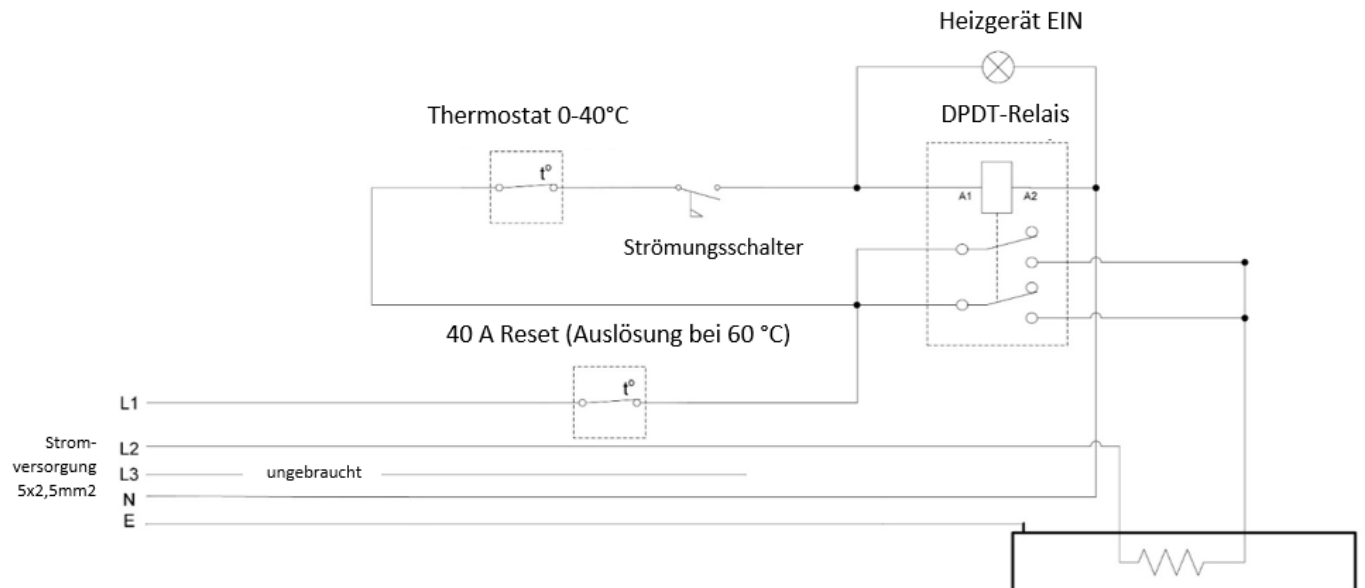 Heizgerät EIN
Thermostat 0-40°C
DPDT-Relais
t°
A1
A2
Strömungsschalter
40 A Reset (Auslösung bei 60 °C)
t°
L1
Strom-
versorgung
5x2,5mm2
L2
L3
ungebraucht
N
E